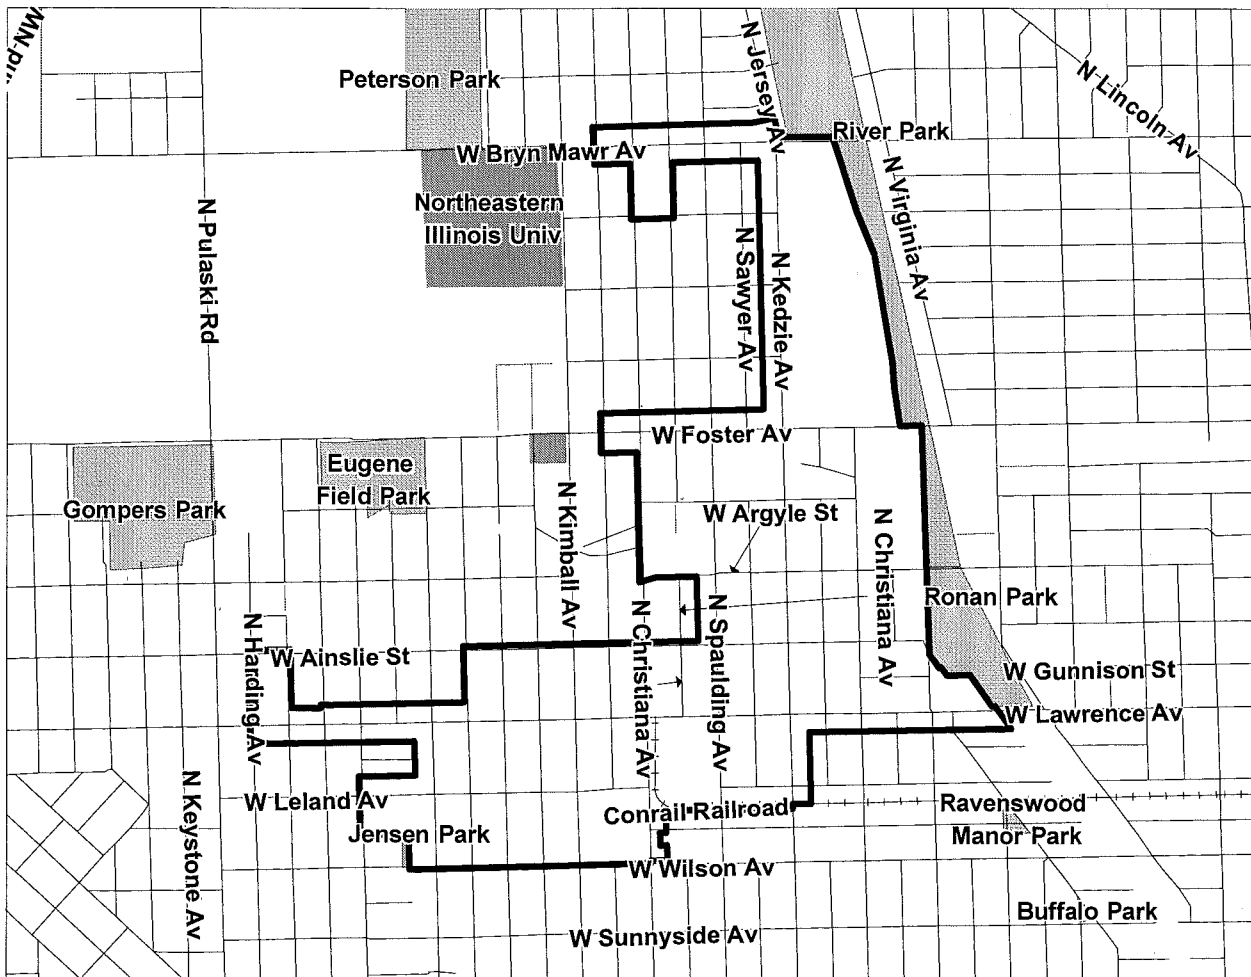 nd NW
N Jersey Av
N Lincoln Av
Peterson Park
River Park
W Bryn Mawr Av
N Virginia Av
Northeastern
Illinois Univ
N Pulaski Rd
N Sawyer Av
N Kedzie Av
W Foster Av
Eugene
Field Park
Gompers Park
N Kimball Av
W Argyle St
N Christiana Av
Ronan Park
N Harding Av
W Ainslie St
N Christiana Av
N Spaulding Av
W Gunnison St
W Lawrence Av
N Keystone Av
W Leland Av
Conrail Railroad
Ravenswood
Manor Park
Jensen Park
W Wilson Av
Buffalo Park
W Sunnyside Av